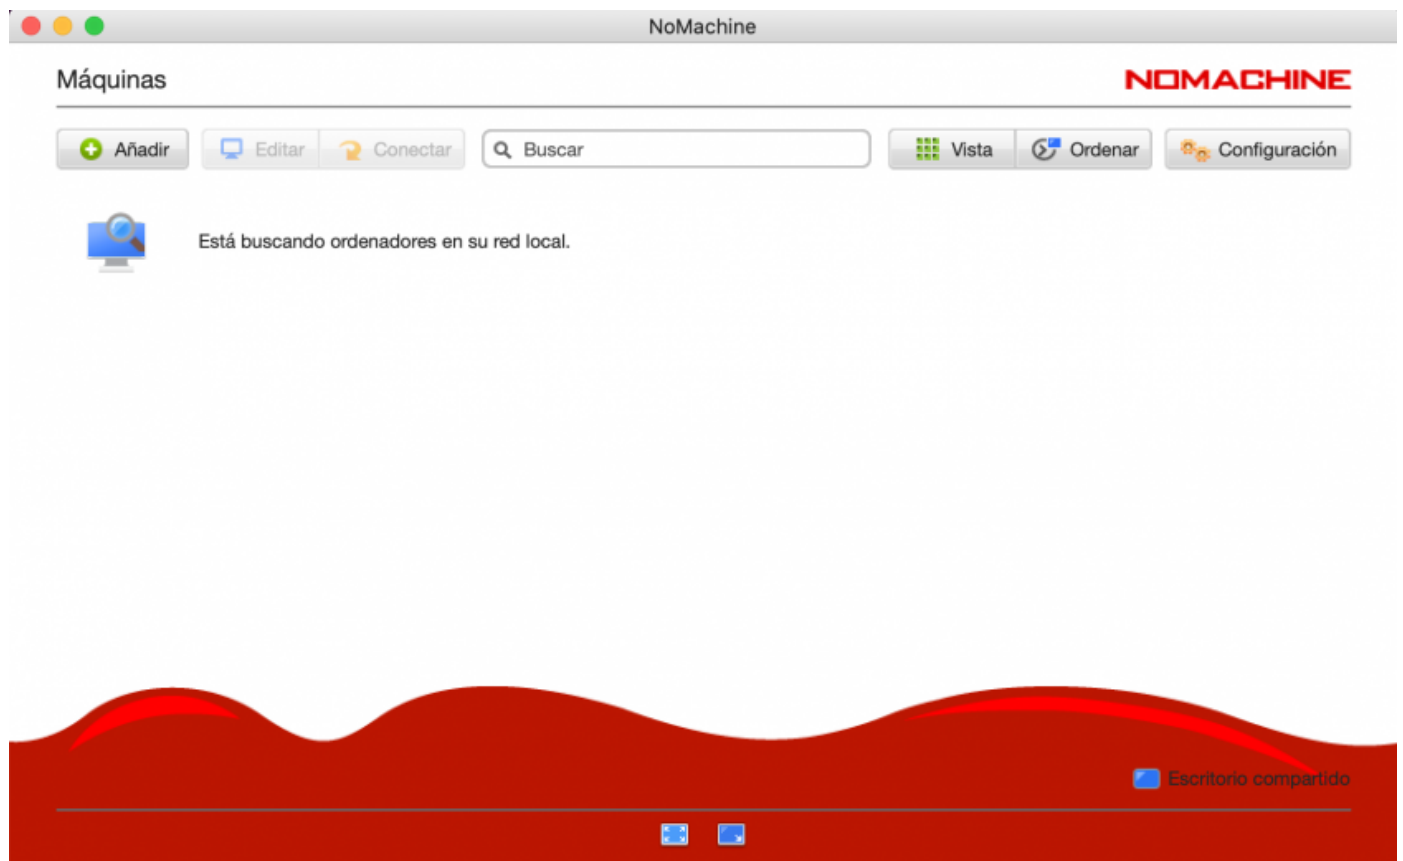 NoMachine
Máquinas
NOMACHINE
Añadir
Editar
Conectar
Buscar
Vista
Ordenar
Configuración
Está buscando ordenadores en su red local.
Escritorio compartido